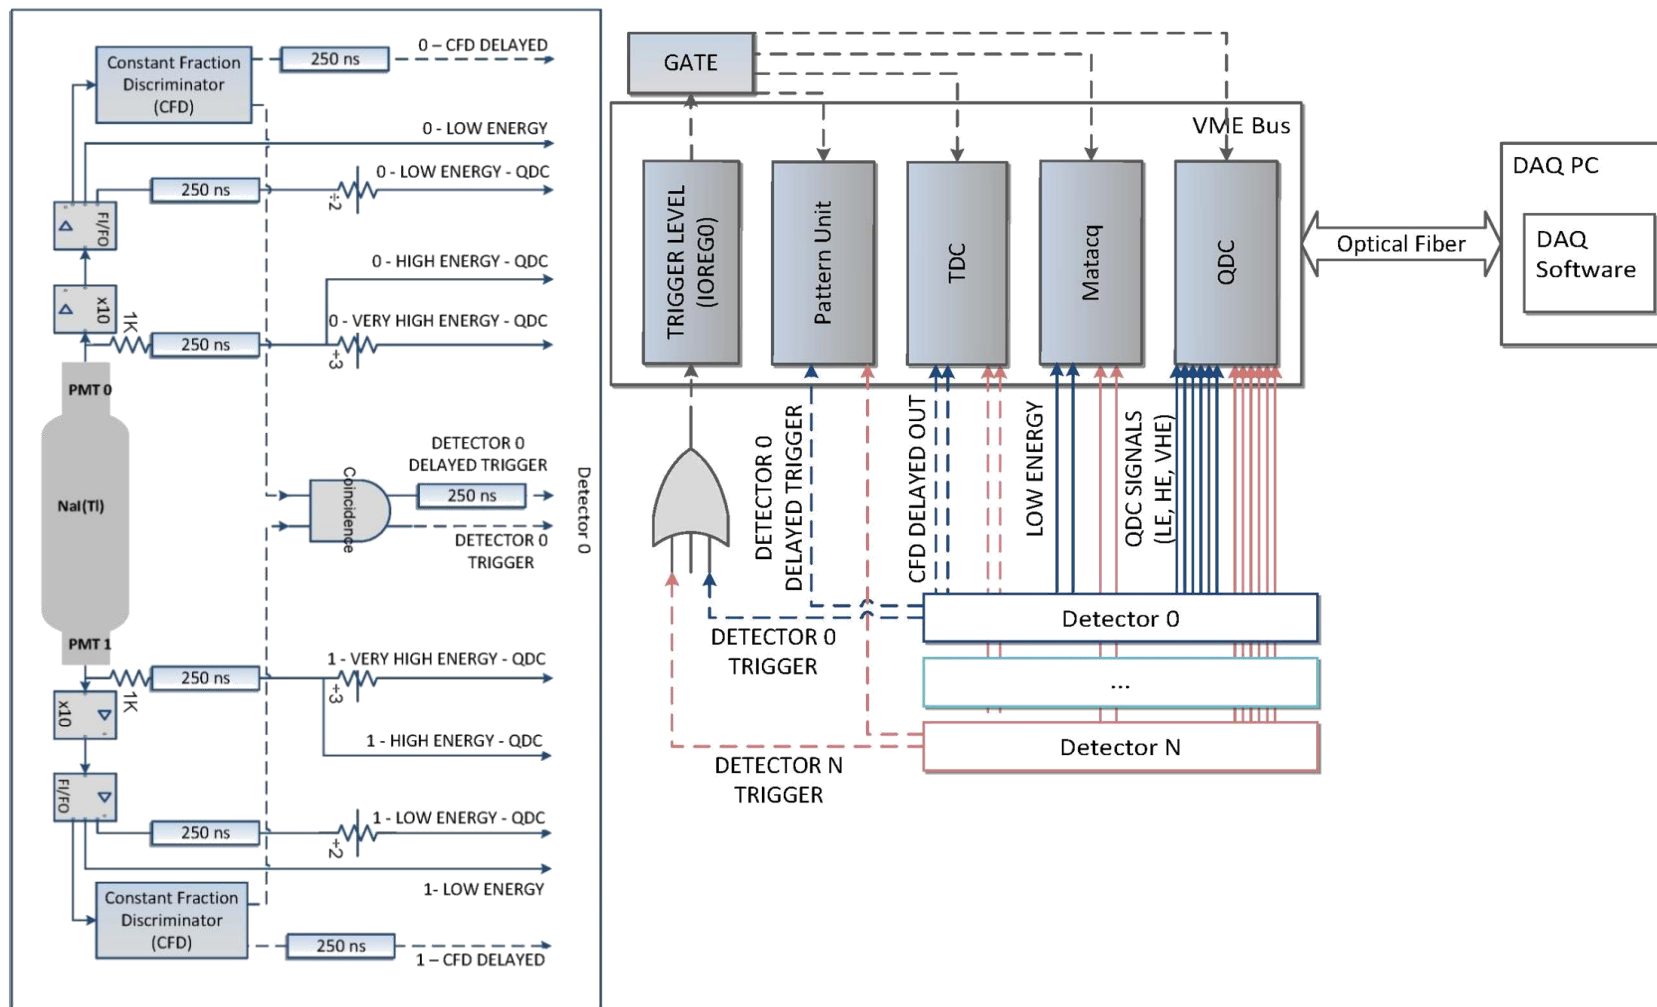 Constant Fraction
Discriminator
(CFD)
250 ns
0 – CFD DELAYED
0 - LOW ENERGY
0 - LOW ENERGY - QDC
250 ns
÷2
FI/FO
0 - HIGH ENERGY - QDC
x10
1K
0 - VERY HIGH ENERGY - QDC
250 ns
÷3
PMT 0
NaI(Tl)
PMT 1
DETECTOR 0
DELAYED TRIGGER
Coincidence
250 ns
DETECTOR 0
TRIGGER
Detector 0
1 - VERY HIGH ENERGY - QDC
250 ns
÷3
1K
x10
1 - HIGH ENERGY - QDC
FI/FO
1 - LOW ENERGY - QDC
250 ns
÷2
1- LOW ENERGY
Constant Fraction
Discriminator
(CFD)
250 ns
1 – CFD DELAYED
GATE
VME Bus
TRIGGER LEVEL
(IOREG0)
Pattern Unit
TDC
Matacq
QDC
Optical Fiber
DAQ PC
DAQ
Software
DETECTOR 0
DELAYED TRIGGER
CFD DELAYED OUT
LOW ENERGY
QDC SIGNALS
(LE, HE, VHE)
Detector 0
DETECTOR 0
TRIGGER
...
Detector N
DETECTOR N
TRIGGER